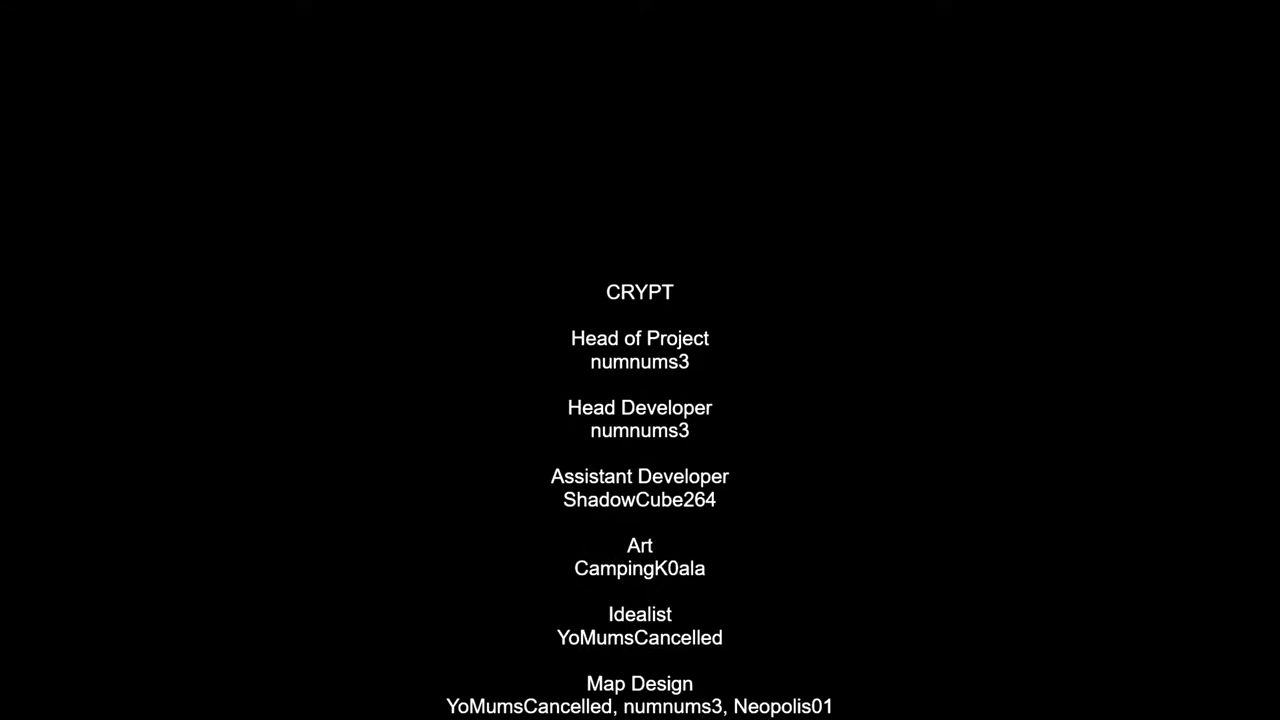 CRYPT
Head of Project
numnums3
Head Developer
numnums3
Assistant Developer
ShadowCube264
Art
CampingK0ala
Idealist
YoMumsCancelled
Map Design
YoMumsCancelled, numnums3, Neopolis01